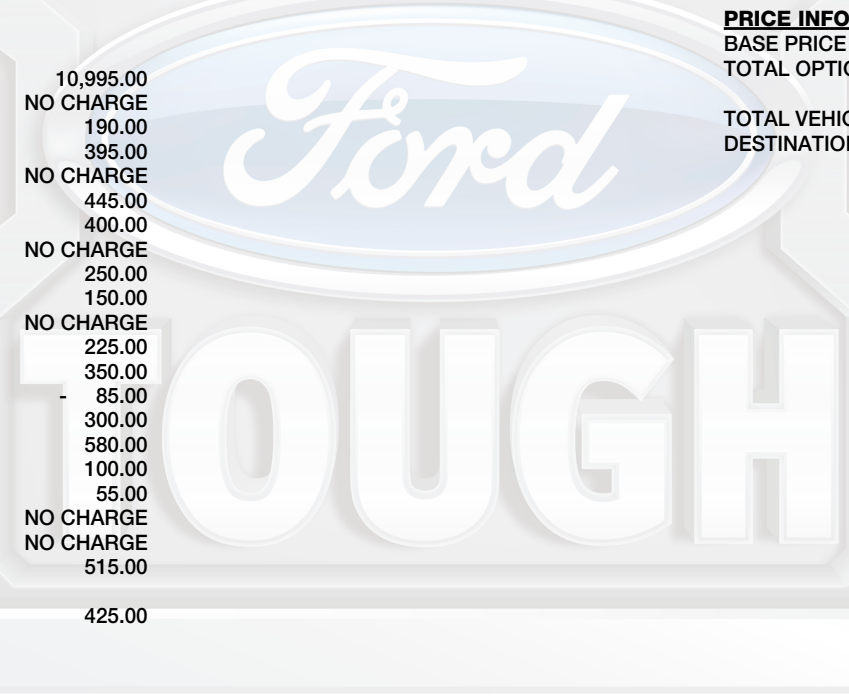 10,995.00
NO CHARGE
190.00
395.00
NO CHARGE
445.00
400.00
NO CHARGE
250.00
150.00
NO CHARGE
225.00
350.00
- 85.00
300.00
580.00
100.00
55.00
NO CHARGE
NO CHARGE
515.00
425.00
PRICE INFO
BASE PRICE
TOTAL OPTIO
TOTAL VEHIC
DESTINATION
Ford
TOUGH